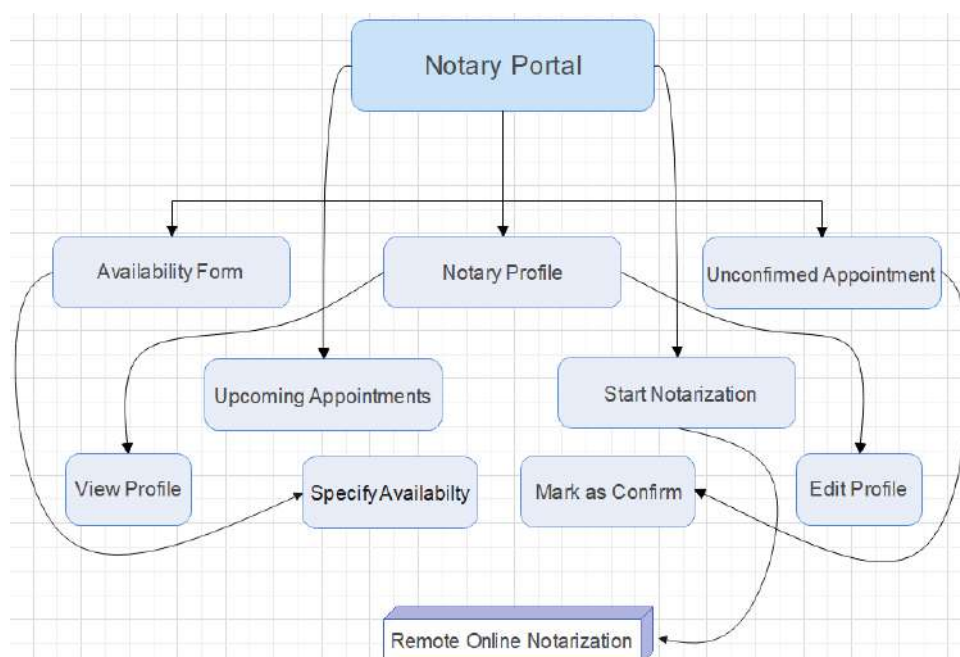 Notary Portal
Availability Form
Notary Profile
Unconfirmed Appointment
Upcoming Appointments
Start Notarization
View Profile
Specify Availabilty
Mark as Confirm
Edit Profile
Remote Online Notarization